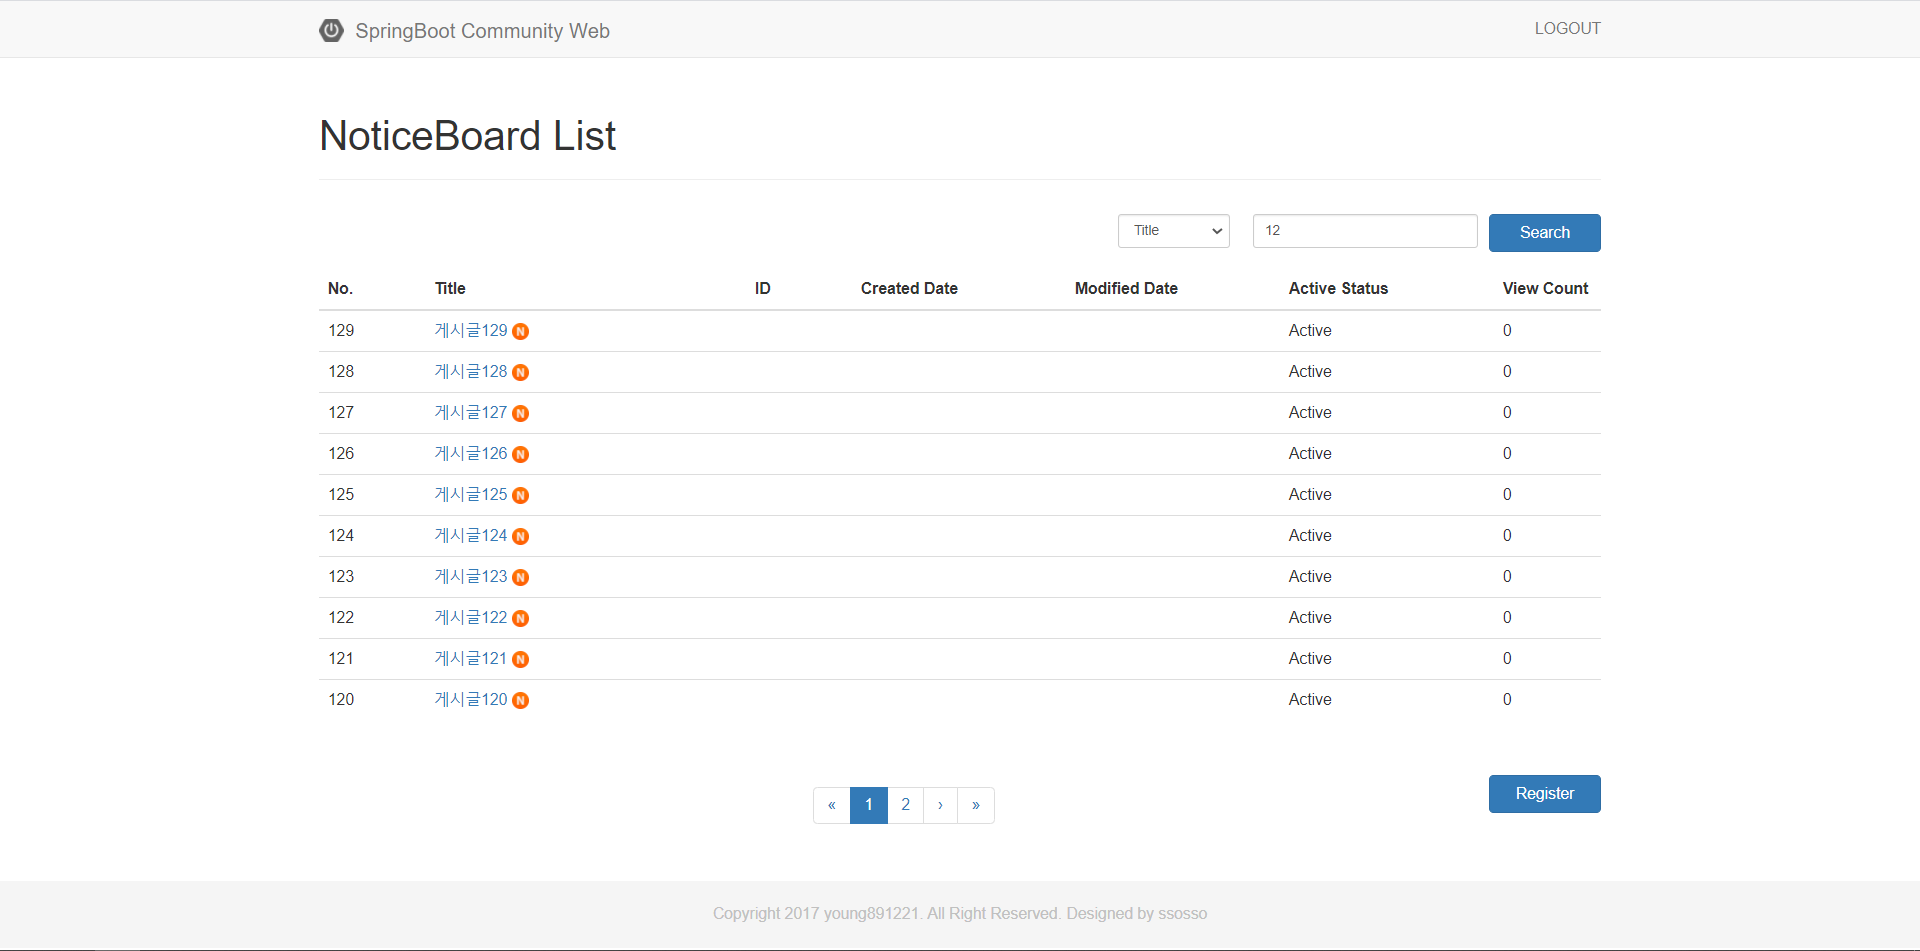 SpringBoot Community Web LOGOUT
NoticeBoard List
Title 12 Search
No. Title ID Created Date Modified Date Active Status View Count
129 게시글129 N Active 0
128 게시글128 N Active 0
127 게시글127 N Active 0
126 게시글126 N Active 0
125 게시글125 N Active 0
124 게시글124 N Active 0
123 게시글123 N Active 0
122 게시글122 N Active 0
121 게시글121 N Active 0
120 게시글120 N Active 0
« 1 2 › » Register
Copyright 2017 young891221. All Right Reserved. Designed by ssosso